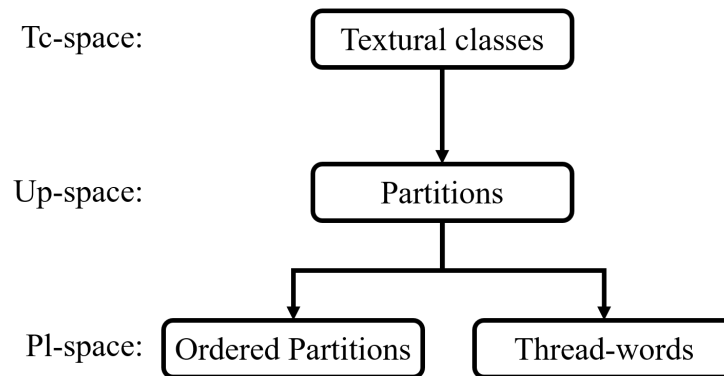 Tc-space: Textural classes
Up-space: Partitions
Pl-space: Ordered Partitions Thread-words